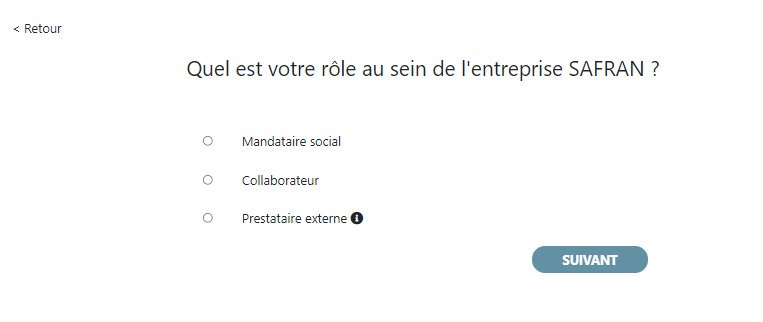 < Retour
Quel est votre rôle au sein de l'entreprise SAFRAN ?
Mandataire social
Collaborateur
Prestataire externe
SUIVANT